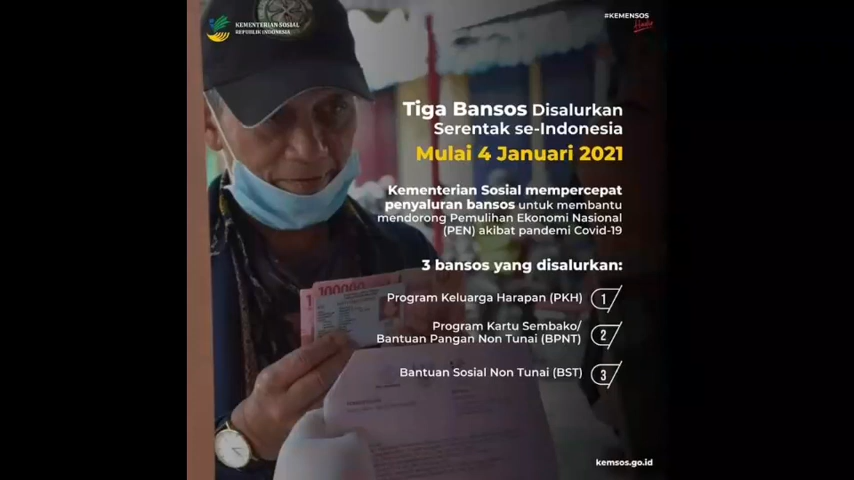 KEMENTERIAN SOSIAL
REPUBLIK INDONESIA
#KEMENSOS
Hadir
Tiga Bansos Disalurkan
Serentak se-Indonesia
Mulai 4 Januari 2021
Kementerian Sosial mempercepat
penyaluran bansos untuk membantu
mendorong Pemulihan Ekonomi Nasional
(PEN) akibat pandemi Covid-19
3 bansos yang disalurkan:
Program Keluarga Harapan (PKH) 1
Program Kartu Sembako/
Bantuan Pangan Non Tunai (BPNT) 2
Bantuan Sosial Non Tunai (BST) 3
100000
kemsos.go.id